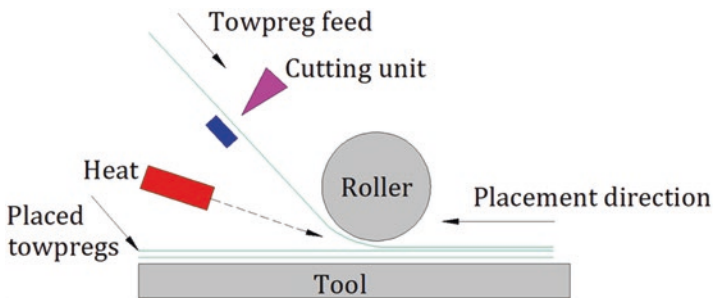 Towpreg feed
Cutting unit
Heat
Roller
Placement direction
Placed
towpregs
Tool